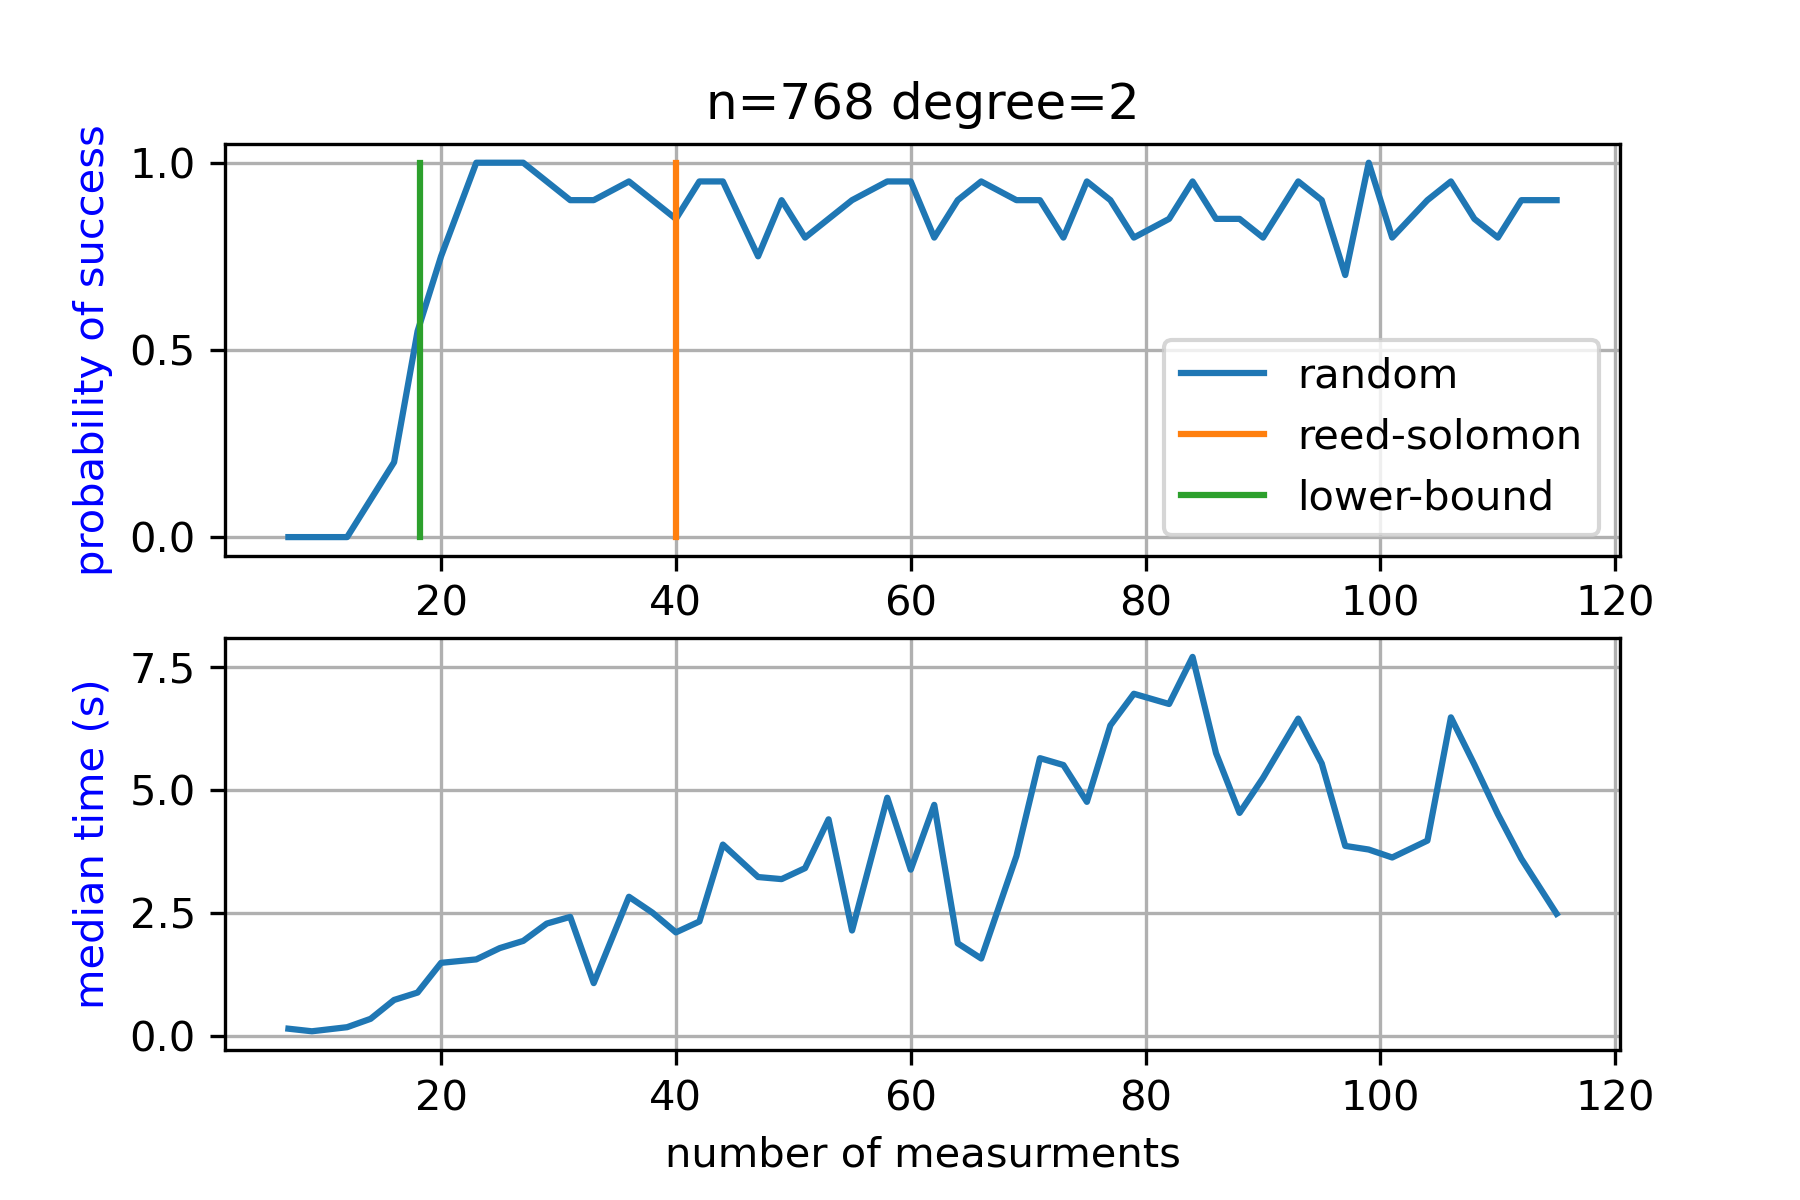 n=768 degree=2
probability of success
1.0
0.5
0.0
random
reed-solomon
lower-bound
20 40 60 80 100 120
median time (s)
7.5
5.0
2.5
0.0
20 40 60 80 100 120
number of measurments